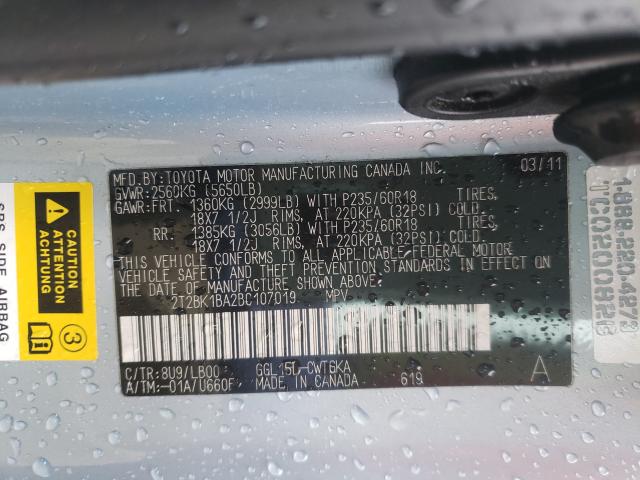 MFD.BY:TOYOTA MOTOR MANUFACTURING CANADA INC. 03/11
GVWR:2560KG (5650LB)
GAWR:FRT 1360KG (2999LB) WITH P235/60R18 TIRES,
18X7 1/2J RIMS, AT 220KPA (32PSI) COLD
RR: 1385KG (3056LB) WITH P235/60R18 TIRES,
18X7 1/2J RIMS, AT 220KPA (32PSI) COLD
THIS VEHICLE CONFORMS TO ALL APPLICABLE FEDERAL MOTOR
VEHICLE SAFETY AND THEFT PREVENTION STANDARDS IN EFFECT ON
THE DATE OF MANUFACTURE SHOWN ABOVE.
2T2BK1BA2BC107019 MPV
C/TR:8U9/LB00 GGL15L-CWTGKA A
A/TM:-01A/U660F MADE IN CANADA 619
SRS SIDE AIRBAG
3
1-888-220-4273